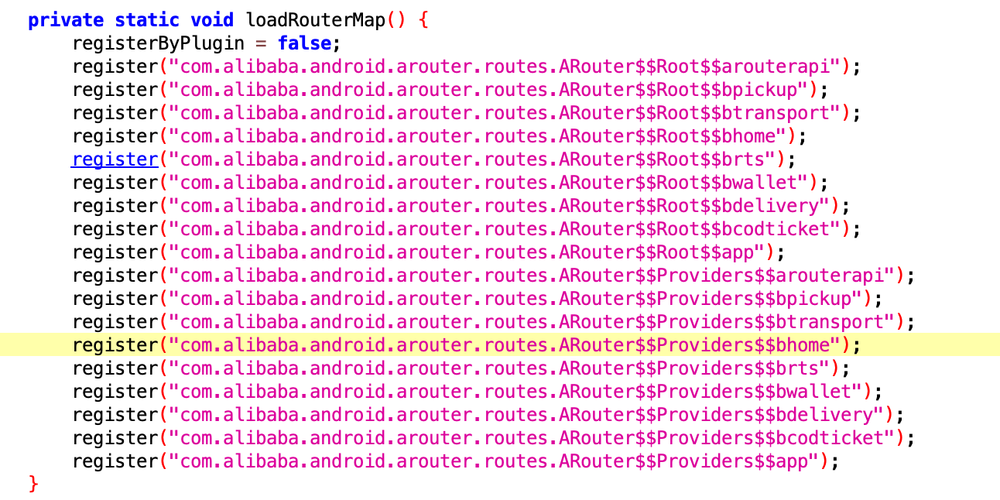 private static void loadRouterMap() {
registerByPlugin = false;
register("com.alibaba.android.arouter.routes.ARouter$$Root$$arouterapi");
register("com.alibaba.android.arouter.routes.ARouter$$Root$$bpickup");
register("com.alibaba.android.arouter.routes.ARouter$$Root$$btransport");
register("com.alibaba.android.arouter.routes.ARouter$$Root$$bhome");
register("com.alibaba.android.arouter.routes.ARouter$$Root$$brts");
register("com.alibaba.android.arouter.routes.ARouter$$Root$$bwallet");
register("com.alibaba.android.arouter.routes.ARouter$$Root$$bdelivery");
register("com.alibaba.android.arouter.routes.ARouter$$Root$$bcodticket");
register("com.alibaba.android.arouter.routes.ARouter$$Root$$app");
register("com.alibaba.android.arouter.routes.ARouter$$Providers$$arouterapi");
register("com.alibaba.android.arouter.routes.ARouter$$Providers$$bpickup");
register("com.alibaba.android.arouter.routes.ARouter$$Providers$$btransport");
register("com.alibaba.android.arouter.routes.ARouter$$Providers$$bhome");
register("com.alibaba.android.arouter.routes.ARouter$$Providers$$brts");
register("com.alibaba.android.arouter.routes.ARouter$$Providers$$bwallet");
register("com.alibaba.android.arouter.routes.ARouter$$Providers$$bdelivery");
register("com.alibaba.android.arouter.routes.ARouter$$Providers$$bcodticket");
register("com.alibaba.android.arouter.routes.ARouter$$Providers$$app");
}